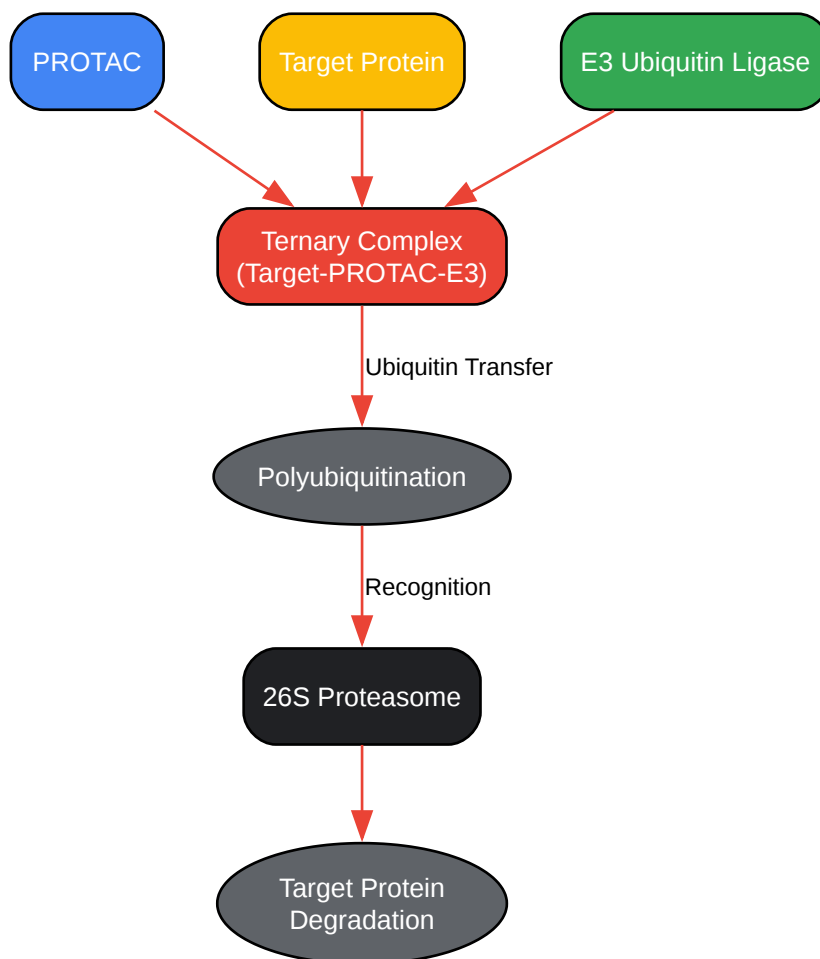 PROTAC
Target Protein
E3 Ubiquitin Ligase
Ternary Complex
(Target-PROTAC-E3)
Ubiquitin Transfer
Polyubiquitination
Recognition
26S Proteasome
Target Protein
Degradation